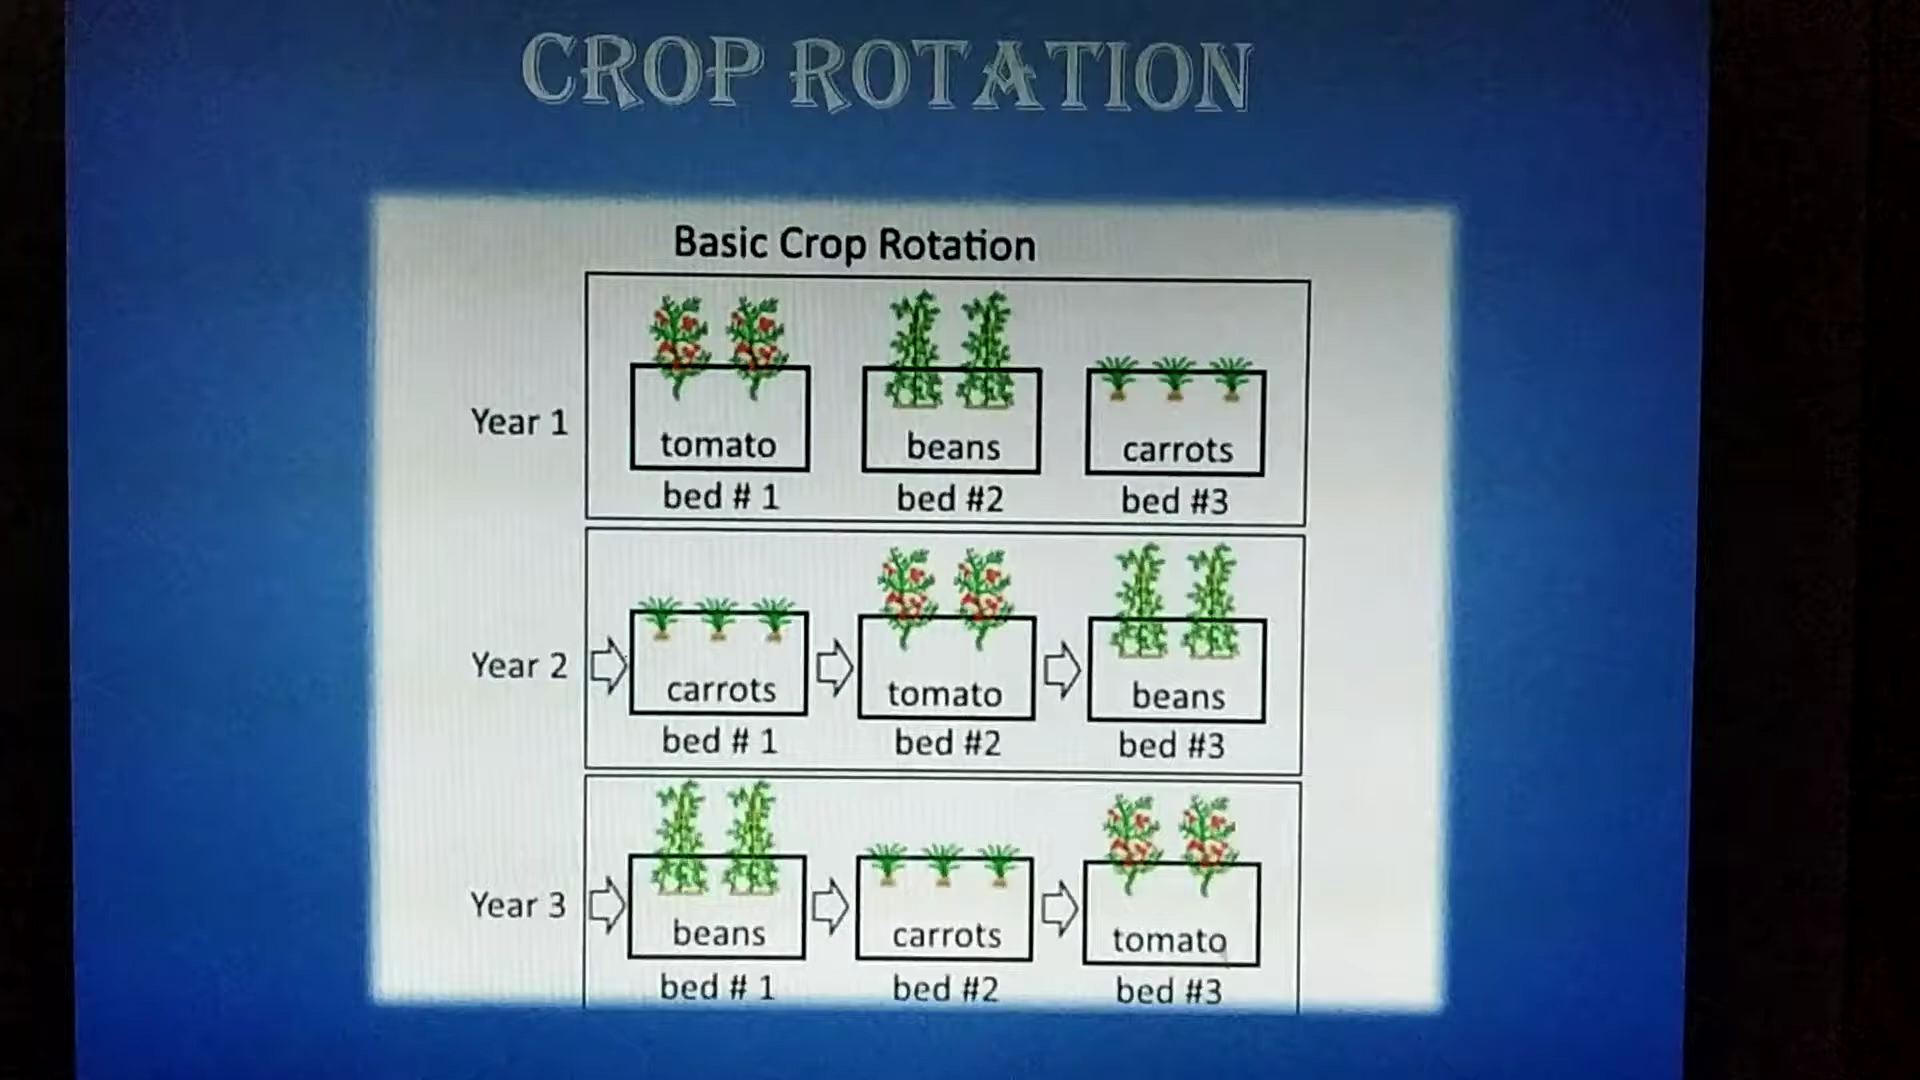 CROP ROTATION
Basic Crop Rotation
Year 1
tomato beans carrots
bed # 1 bed #2 bed #3
Year 2
carrots tomato beans
bed # 1 bed #2 bed #3
Year 3
beans carrots tomato
bed # 1 bed #2 bed #3